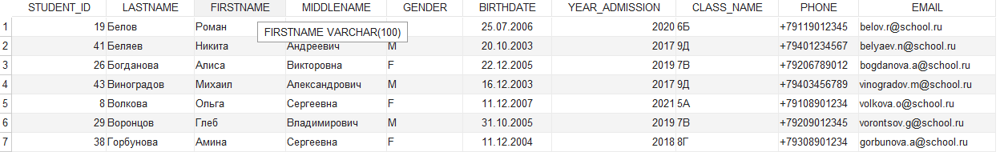 STUDENT_ID LASTNAME FIRSTNAME MIDDLENAME GENDER BIRTHDATE YEAR_ADMISSION CLASS_NAME PHONE EMAIL
1 19 Белов Роман 25.07.2006 2020 6Б +79119012345 belov.r@school.ru
FIRSTNAME VARCHAR(100)
2 41 Беляев Никита Андреевич M 20.10.2003 2017 9Д +79401234567 belyaev.n@school.ru
3 26 Богданова Алиса Викторовна F 22.12.2005 2019 7В +79206789012 bogdanova.a@school.ru
4 43 Виноградов Михаил Александрович M 16.12.2003 2017 9Д +79403456789 vinogradov.m@school.ru
5 8 Волкова Ольга Сергеевна F 11.12.2007 2021 5А +79108901234 volkova.o@school.ru
6 29 Воронцов Глеб Владимирович M 31.10.2005 2019 7В +79209012345 vorontsov.g@school.ru
7 38 Горбунова Амина Сергеевна F 11.12.2004 2018 8Г +79308901234 gorbunova.a@school.ru